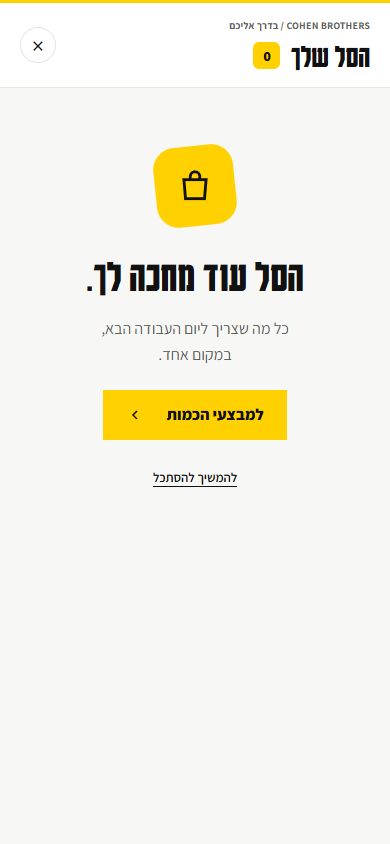 COHEN BROTHERS / בדרך אליכם
הסל שלך 0
הסל עוד מחכה לך.
כל מה שצריך ליום העבודה הבא,
במקום אחד.
למבצעי הכמות
להמשיך להסתכל